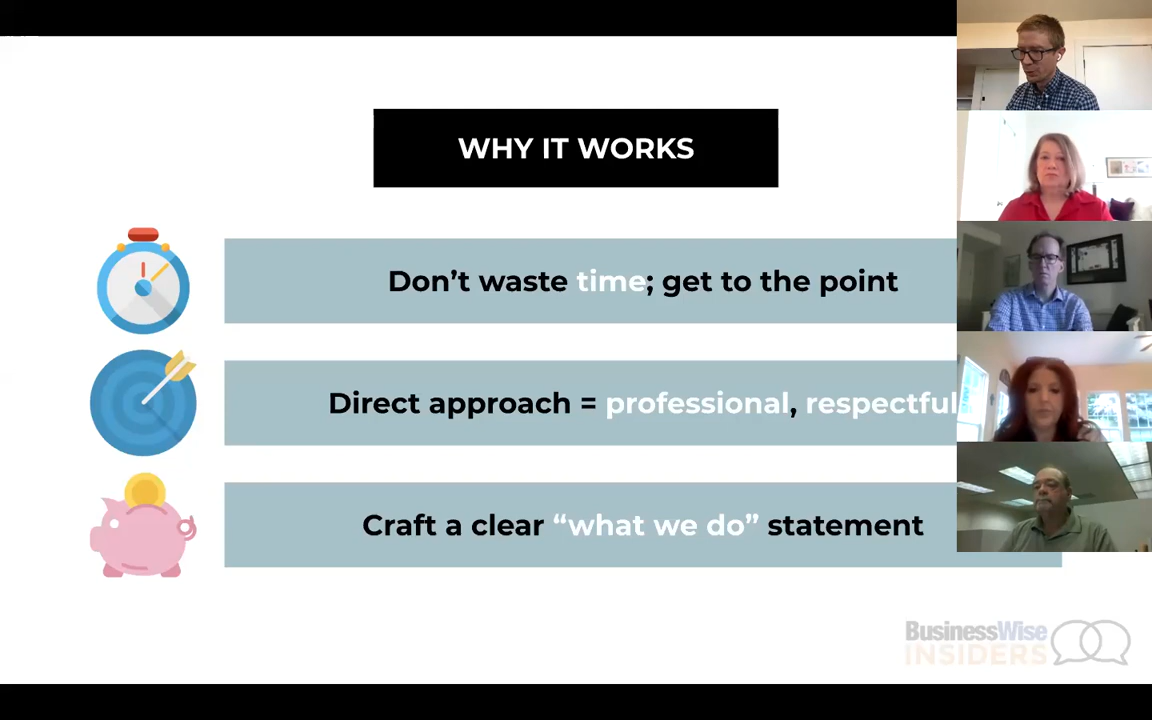 WHY IT WORKS
Don’t waste time; get to the point
Direct approach = professional, respectful
Craft a clear “what we do” statement
BusinessWise
INSIDERS